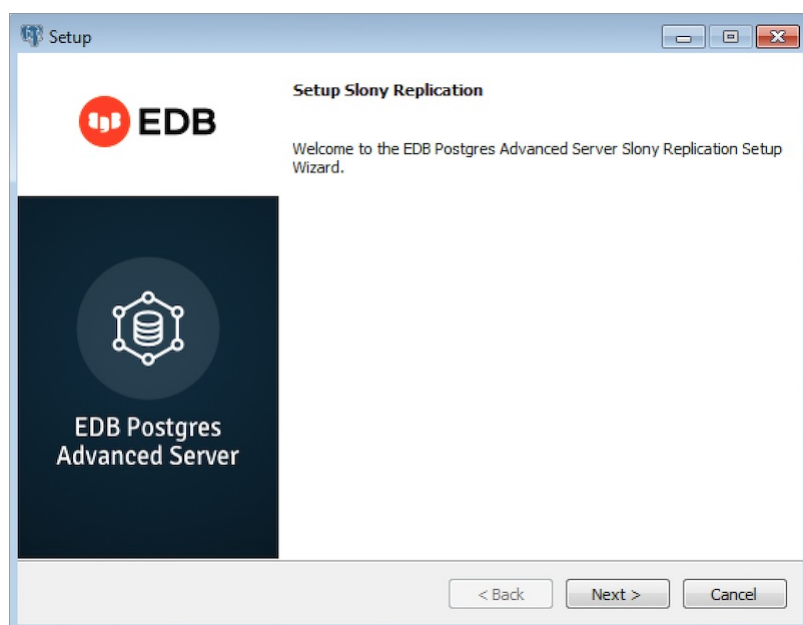 Setup
EDB
Setup Slony Replication
Welcome to the EDB Postgres Advanced Server Slony Replication Setup
Wizard.
EDB Postgres
Advanced Server
< Back
Next >
Cancel